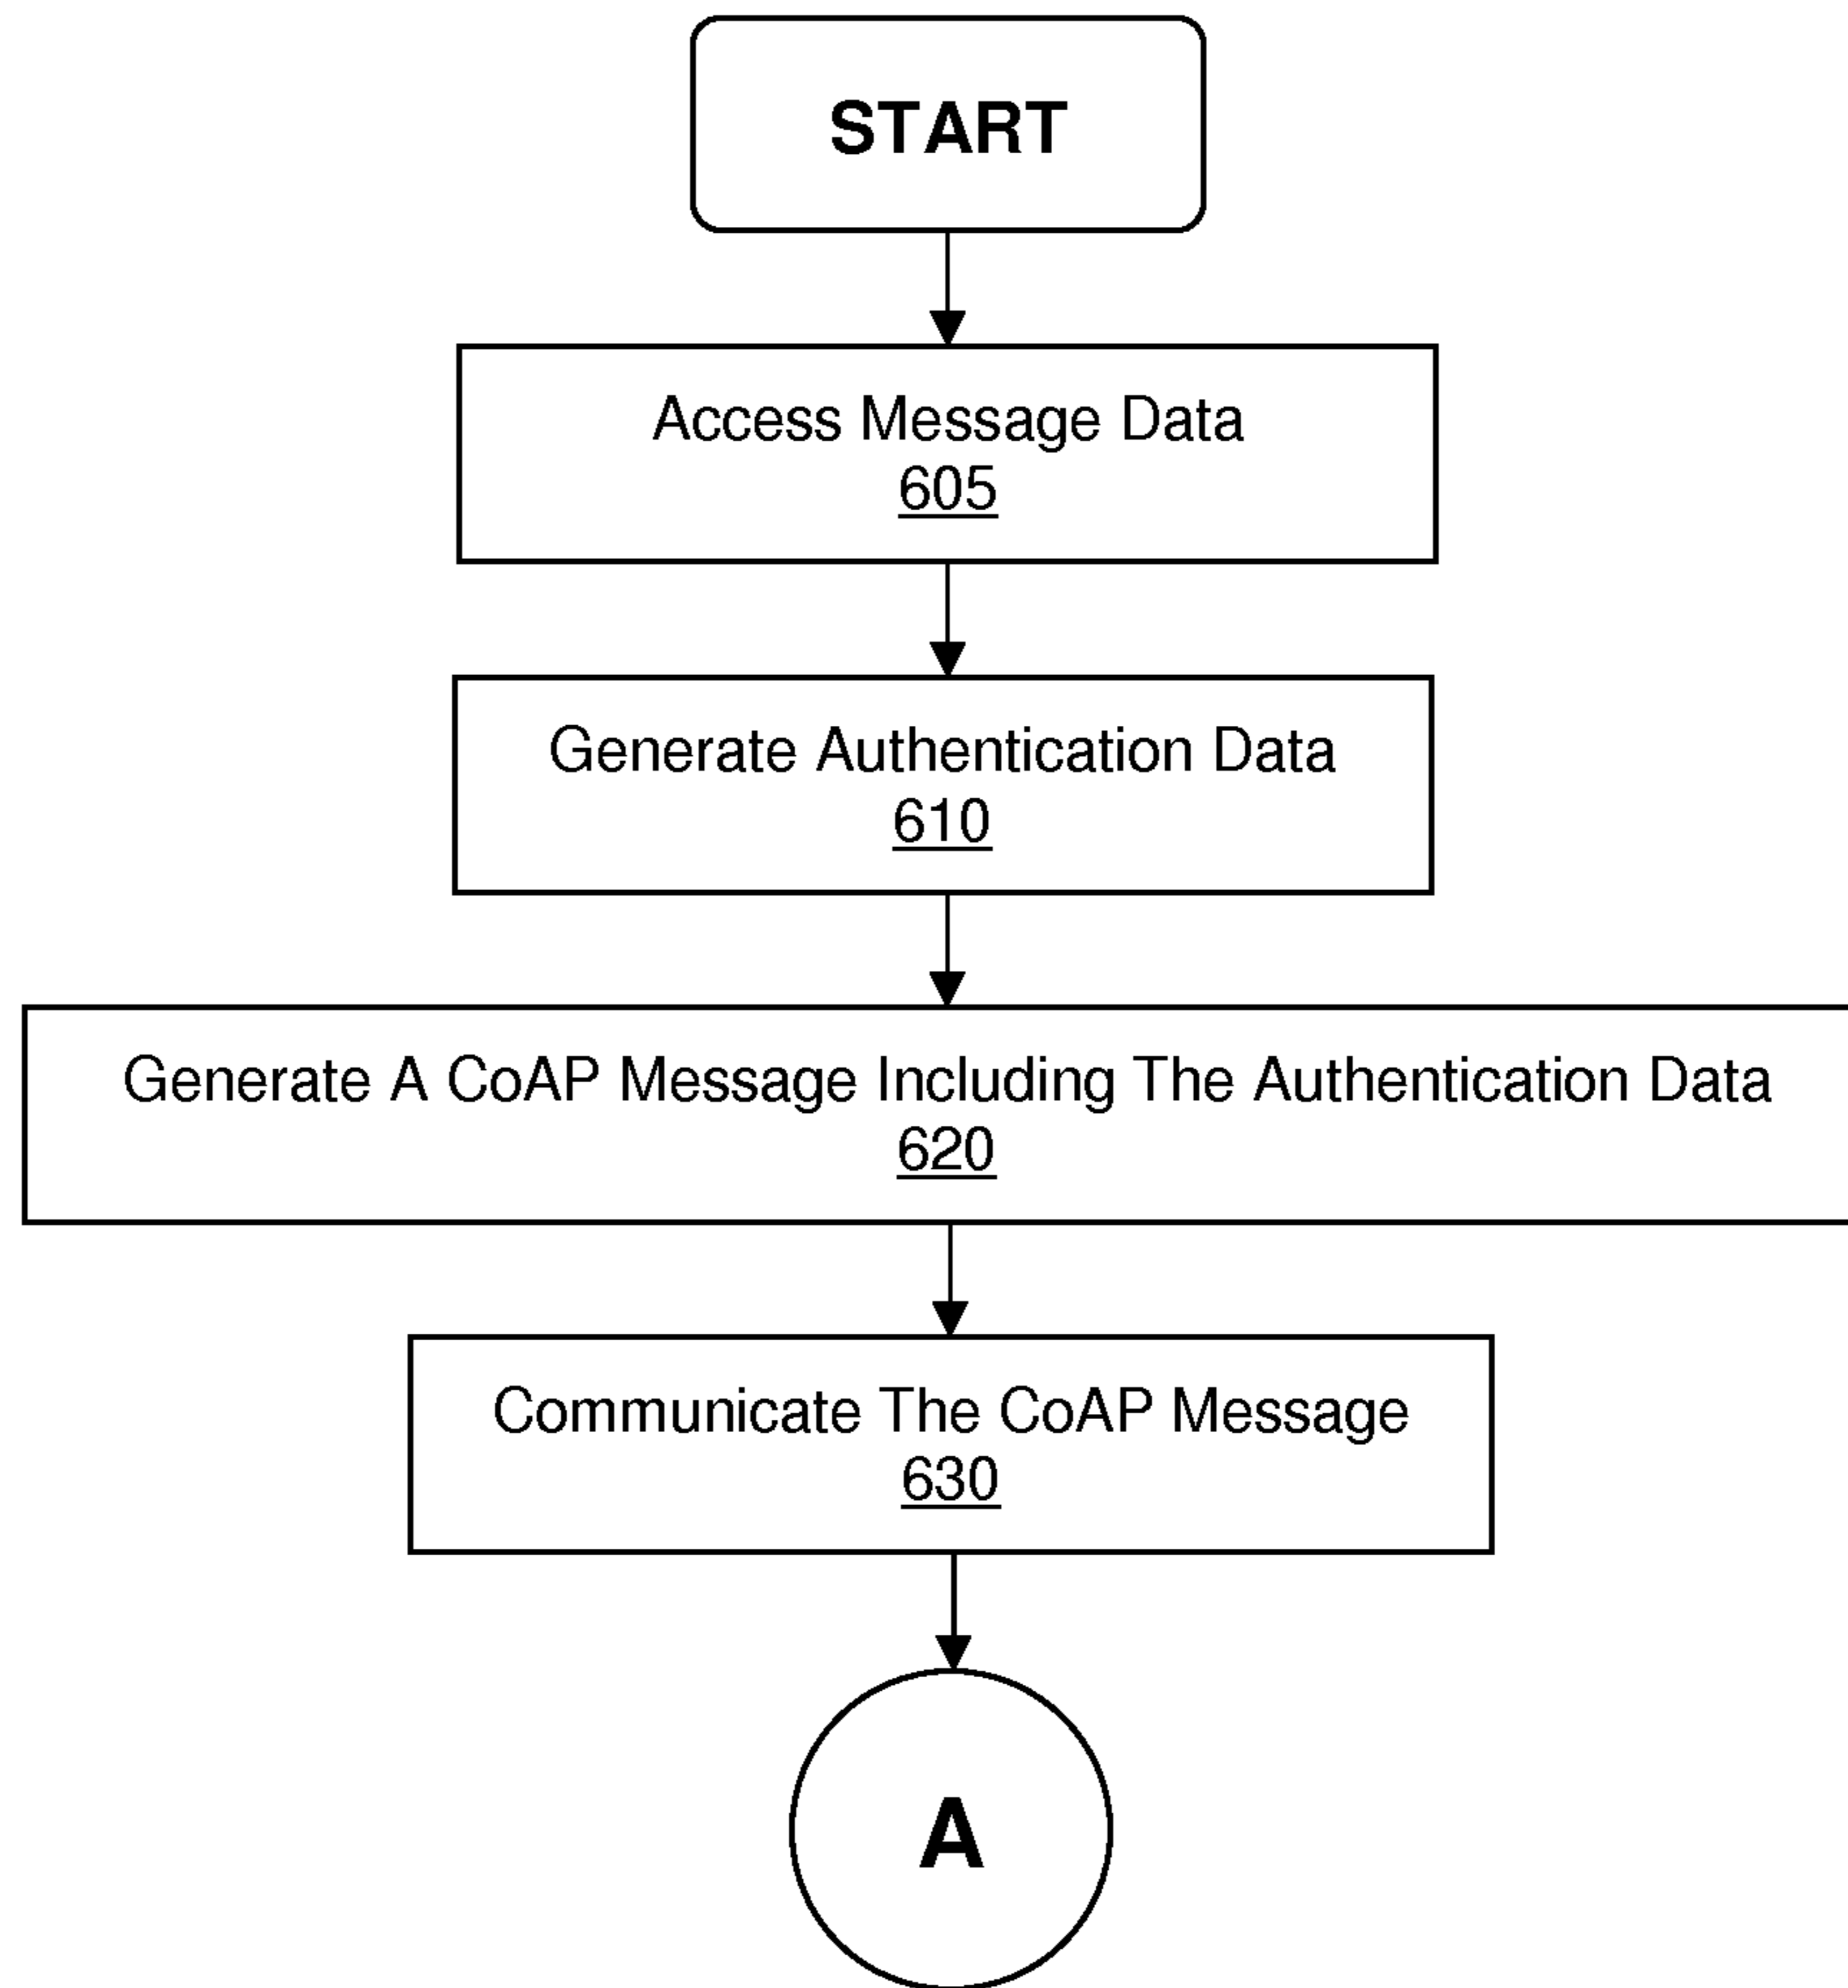 START
Access Message Data
605
Generate Authentication Data
610
Generate A CoAP Message Including The Authentication Data
620
Communicate The CoAP Message
630
A